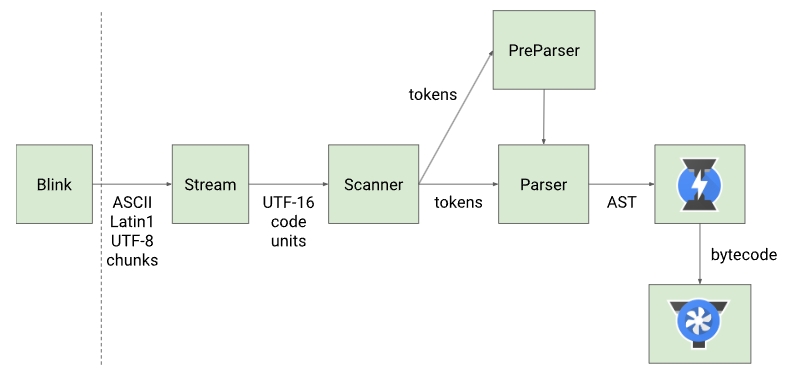 PreParser
tokens
Blink
Stream
Scanner
Parser
ASCII
Latin1
UTF-8
chunks
UTF-16
code
units
tokens
AST
bytecode